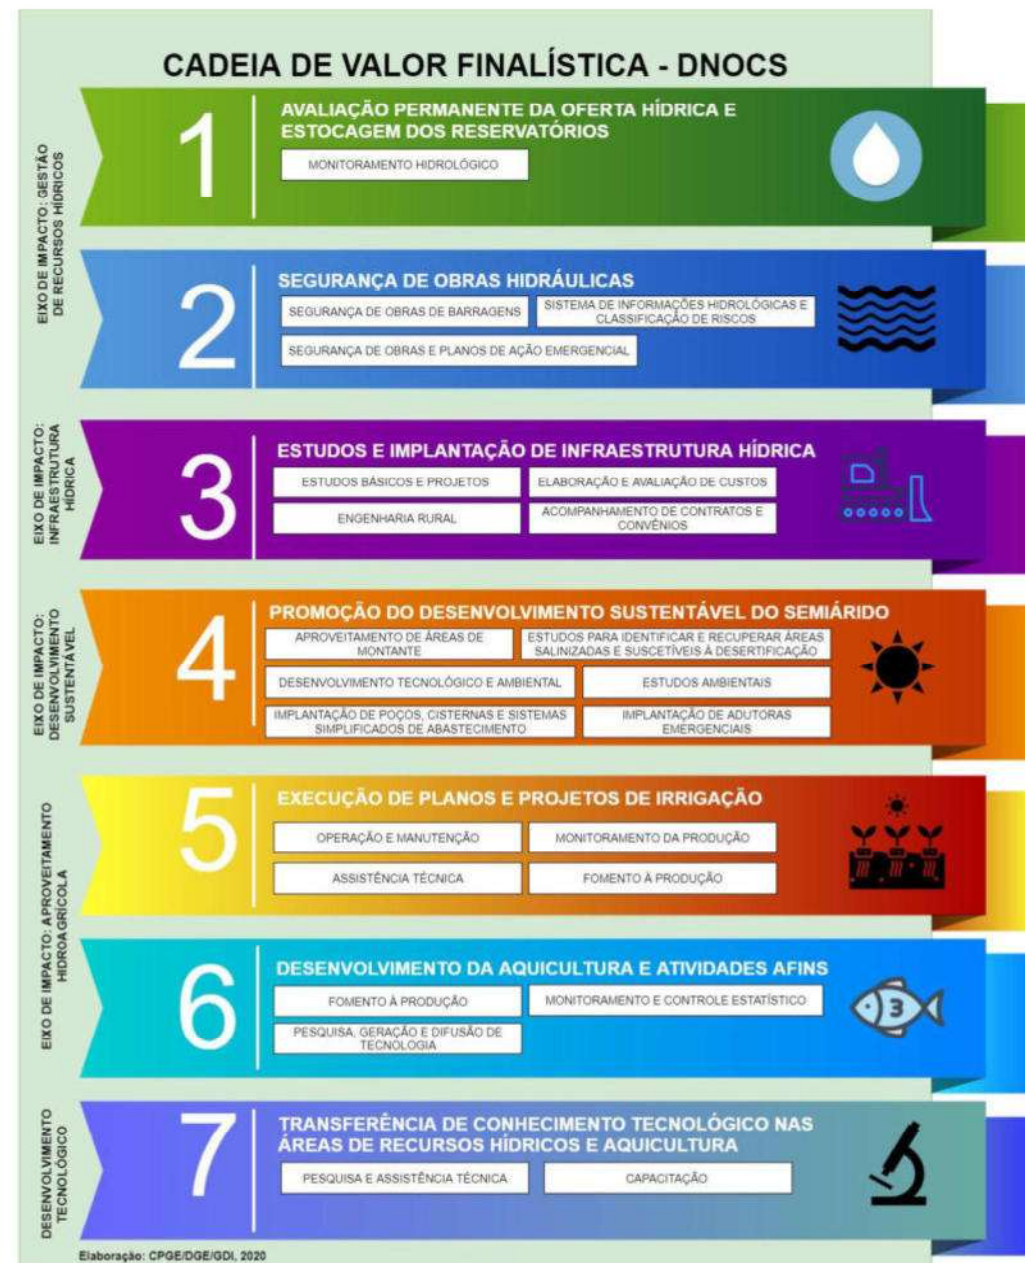 CADEIA DE VALOR FINALÍSTICA - DNOCS
EIXO DE IMPACTO: GESTÃO
DE RECURSOS HÍDRICOS
1
AVALIAÇÃO PERMANENTE DA OFERTA HÍDRICA E
ESTOCAGEM DOS RESERVATÓRIOS
MONITORAMENTO HIDROLÓGICO
2
SEGURANÇA DE OBRAS HIDRÁULICAS
SEGURANÇA DE OBRAS DE BARRAGENS
SISTEMA DE INFORMAÇÕES HIDROLÓGICAS E
CLASSIFICAÇÃO DE RISCOS
SEGURANÇA DE OBRAS E PLANOS DE AÇÃO EMERGENCIAL
EIXO DE IMPACTO:
INFRAESTRUTURA
HÍDRICA
3
ESTUDOS E IMPLANTAÇÃO DE INFRAESTRUTURA HÍDRICA
ESTUDOS BÁSICOS E PROJETOS
ELABORAÇÃO E AVALIAÇÃO DE CUSTOS
ENGENHARIA RURAL
ACOMPANHAMENTO DE CONTRATOS E
CONVÊNIOS
EIXO DE IMPACTO:
DESENVOLVIMENTO
SUSTENTÁVEL
4
PROMOÇÃO DO DESENVOLVIMENTO SUSTENTÁVEL DO SEMIÁRIDO
APROVEITAMENTO DE ÁREAS DE
MONTANTE
ESTUDOS PARA IDENTIFICAR E RECUPERAR ÁREAS
SALINIZADAS E SUSCETÍVEIS À DESERTIFICAÇÃO
DESENVOLVIMENTO TECNOLÓGICO E AMBIENTAL
ESTUDOS AMBIENTAIS
IMPLANTAÇÃO DE POÇOS, CISTERNAS E SISTEMAS
SIMPLIFICADOS DE ABASTECIMENTO
IMPLANTAÇÃO DE ADUTORAS
EMERGENCIAIS
EIXO DE IMPACTO: APROVEITAMENTO
HIDROAGRÍCOLA
5
EXECUÇÃO DE PLANOS E PROJETOS DE IRRIGAÇÃO
OPERAÇÃO E MANUTENÇÃO
MONITORAMENTO DA PRODUÇÃO
ASSISTÊNCIA TÉCNICA
FOMENTO À PRODUÇÃO
6
DESENVOLVIMENTO DA AQUICULTURA E ATIVIDADES AFINS
FOMENTO À PRODUÇÃO
MONITORAMENTO E CONTROLE ESTATÍSTICO
PESQUISA, GERAÇÃO E DIFUSÃO DE
TECNOLOGIA
3
DESENVOLVIMENTO
TECNOLÓGICO
7
TRANSFERÊNCIA DE CONHECIMENTO TECNOLÓGICO NAS
ÁREAS DE RECURSOS HÍDRICOS E AQUICULTURA
PESQUISA E ASSISTÊNCIA TÉCNICA
CAPACITAÇÃO
Elaboração: CPGE/DGE/GDI, 2020